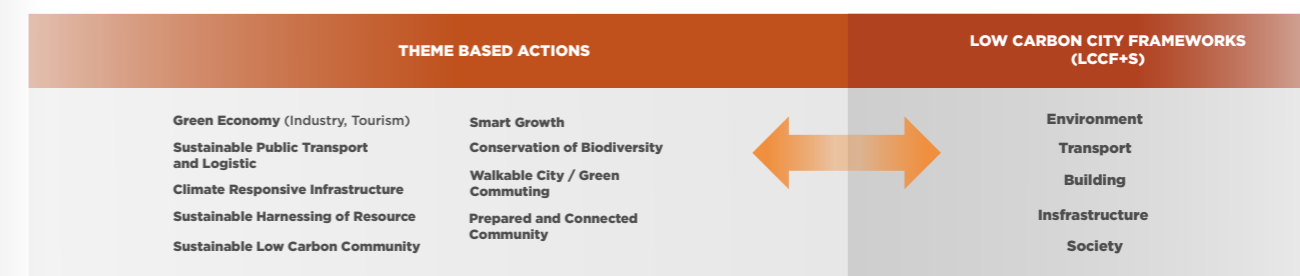 THEME BASED ACTIONS
LOW CARBON CITY FRAMEWORKS
(LCCF+S)
Green Economy (Industry, Tourism)
Sustainable Public Transport
and Logistic
Climate Responsive Infrastructure
Sustainable Harnessing of Resource
Sustainable Low Carbon Community
Smart Growth
Conservation of Biodiversity
Walkable City / Green
Commuting
Prepared and Connected
Community
Environment
Transport
Building
Insfrastructure
Society